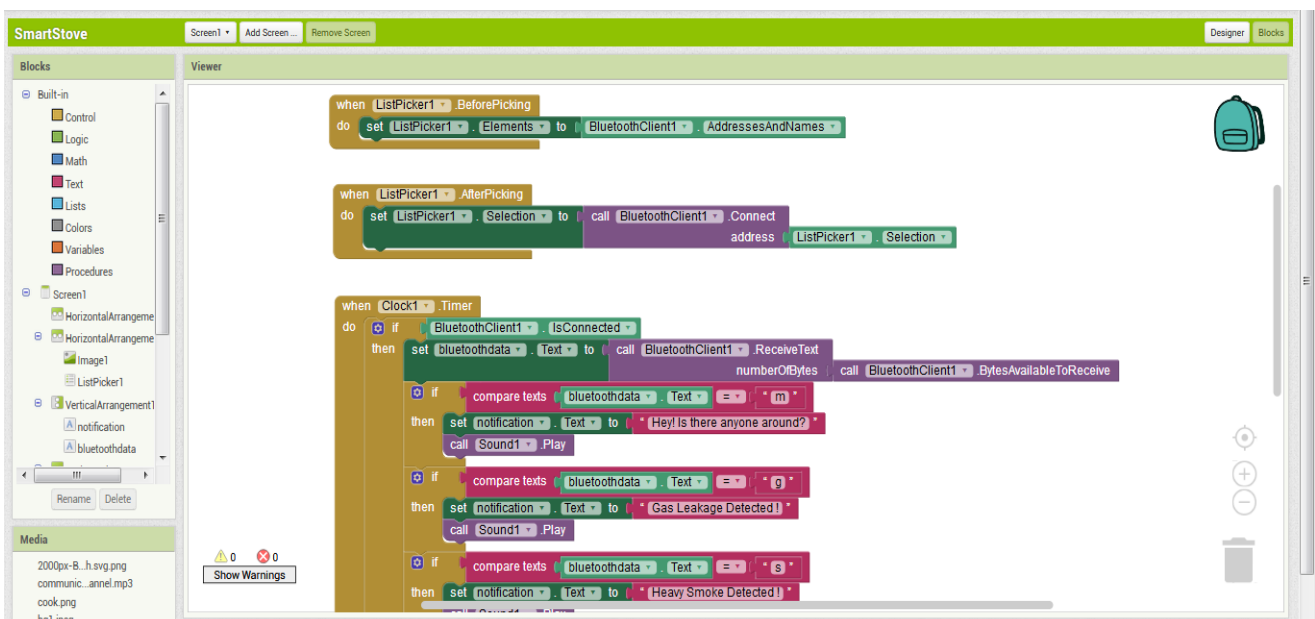 SmartStove Screen1 Add Screen ... Remove Screen Designer Blocks
Blocks
Viewer
Built-in
Control
Logic
Math
Text
Lists
Colors
Variables
Procedures
Screen1
HorizontalArrangeme
HorizontalArrangeme
Image1
ListPicker1
VerticalArrangement1
notification
bluetoothdata
Rename Delete
Media
2000px-B...h.svg.png
communic...annel.mp3
cook.png
when ListPicker1 .BeforePicking
do set ListPicker1 . Elements to BluetoothClient1 . AddressesAndNames
when ListPicker1 .AfterPicking
do set ListPicker1 . Selection to call BluetoothClient1 .Connect
address ListPicker1 . Selection
when Clock1 .Timer
do if BluetoothClient1 . IsConnected
then set bluetoothdata . Text to call BluetoothClient1 .ReceiveText
numberOfBytes call BluetoothClient1 .BytesAvailableToReceive
if compare texts bluetoothdata . Text = " m "
then set notification . Text to " Hey! Is there anyone around? "
call Sound1 .Play
if compare texts bluetoothdata . Text = " g "
then set notification . Text to " Gas Leakage Detected ! "
call Sound1 .Play
if compare texts bluetoothdata . Text = " s "
then set notification . Text to " Heavy Smoke Detected ! "
0 0
Show Warnings